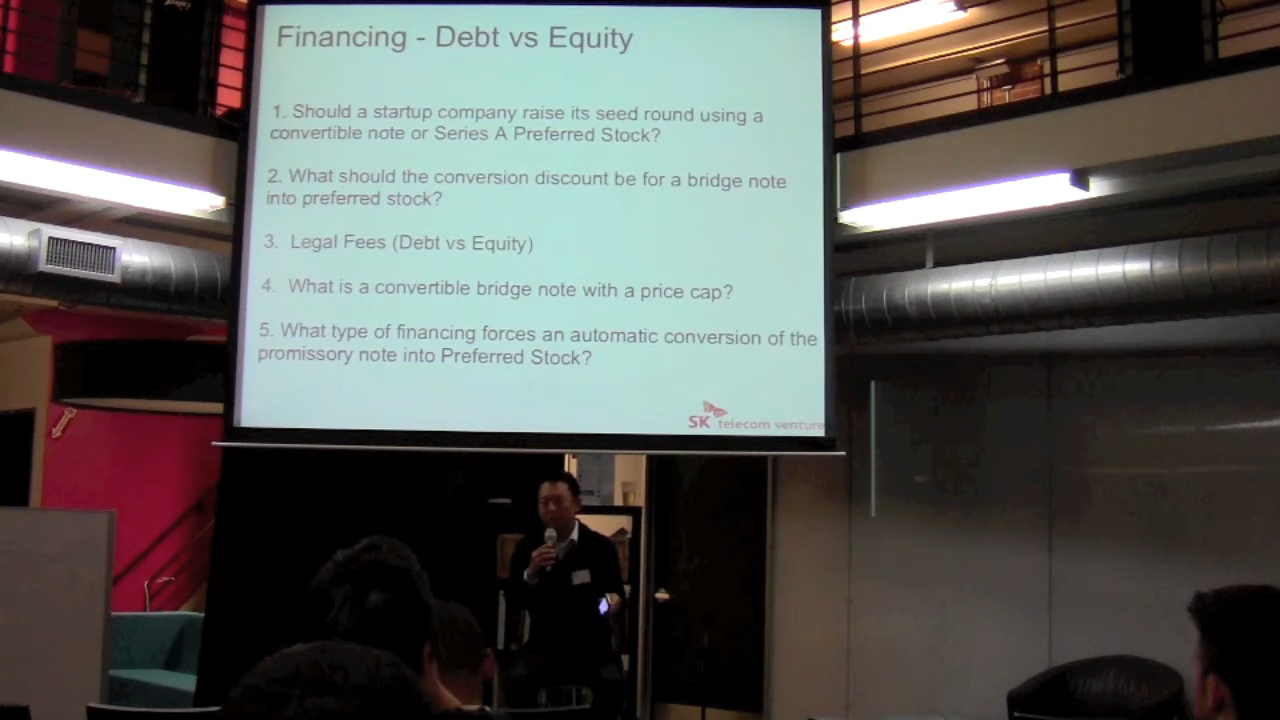 Financing - Debt vs Equity
1. Should a startup company raise its seed round using a
convertible note or Series A Preferred Stock?
2. What should the conversion discount be for a bridge note
into preferred stock?
3. Legal Fees (Debt vs Equity)
4. What is a convertible bridge note with a price cap?
5. What type of financing forces an automatic conversion of the
promissory note into Preferred Stock?
SK telecom venture